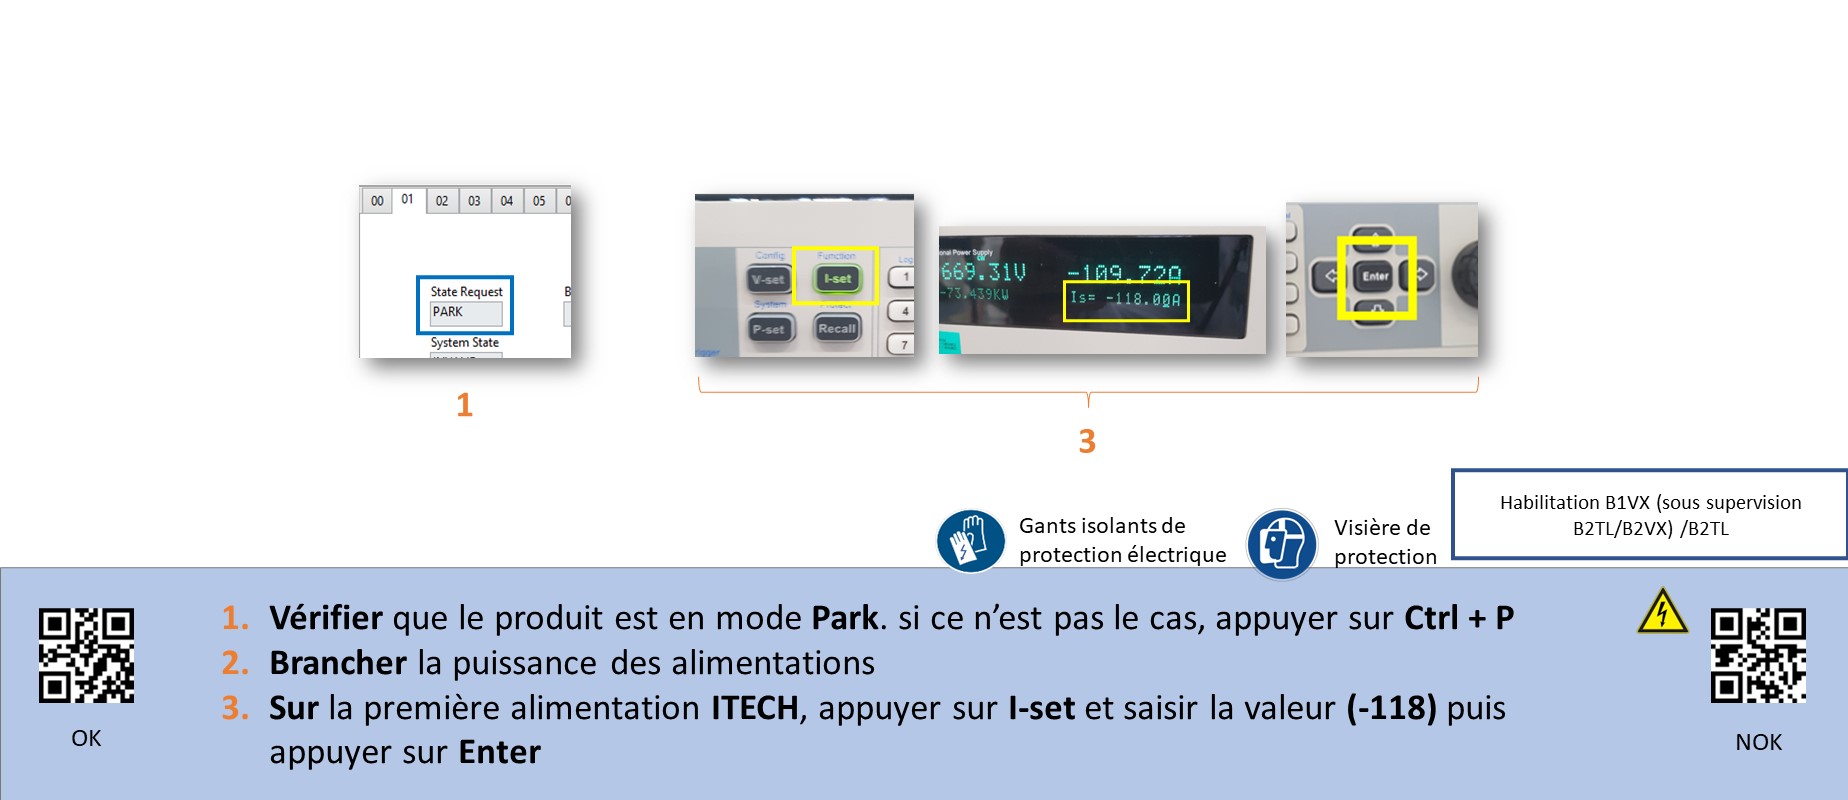 00 01 02 03 04 05 0
State Request
B
PARK
System State
Config Function
Log
V-set I-set
1
System Protect
4
P-set Recall
7
onal Power Supply
CW
669.31V -109.72A
-73.439KW Is= -118.00A
Enter
1
3
Habilitation B1VX (sous supervision
B2TL/B2VX) /B2TL
Gants isolants de
protection électrique
Visière de
protection
1. Vérifier que le produit est en mode Park. si ce n’est pas le cas, appuyer sur Ctrl + P
2. Brancher la puissance des alimentations
3. Sur la première alimentation ITECH, appuyer sur I-set et saisir la valeur (-118) puis
appuyer sur Enter
OK
NOK